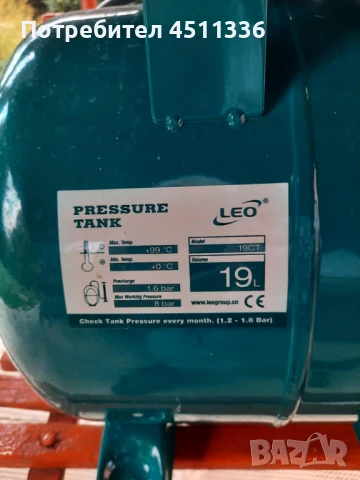 Потребител 4511336
PRESSURE
TANK
LEO
Max. Temp.
+99 °C
Min. Temp.
+0 °C
Precharge
1.6 bar
Max Working Pressure
8 bar
Model
19CT
Volume
19L
www.leogroup.cn
CE
Check Tank Pressure every month. (1.2 - 1.8 Bar)
BAZAR